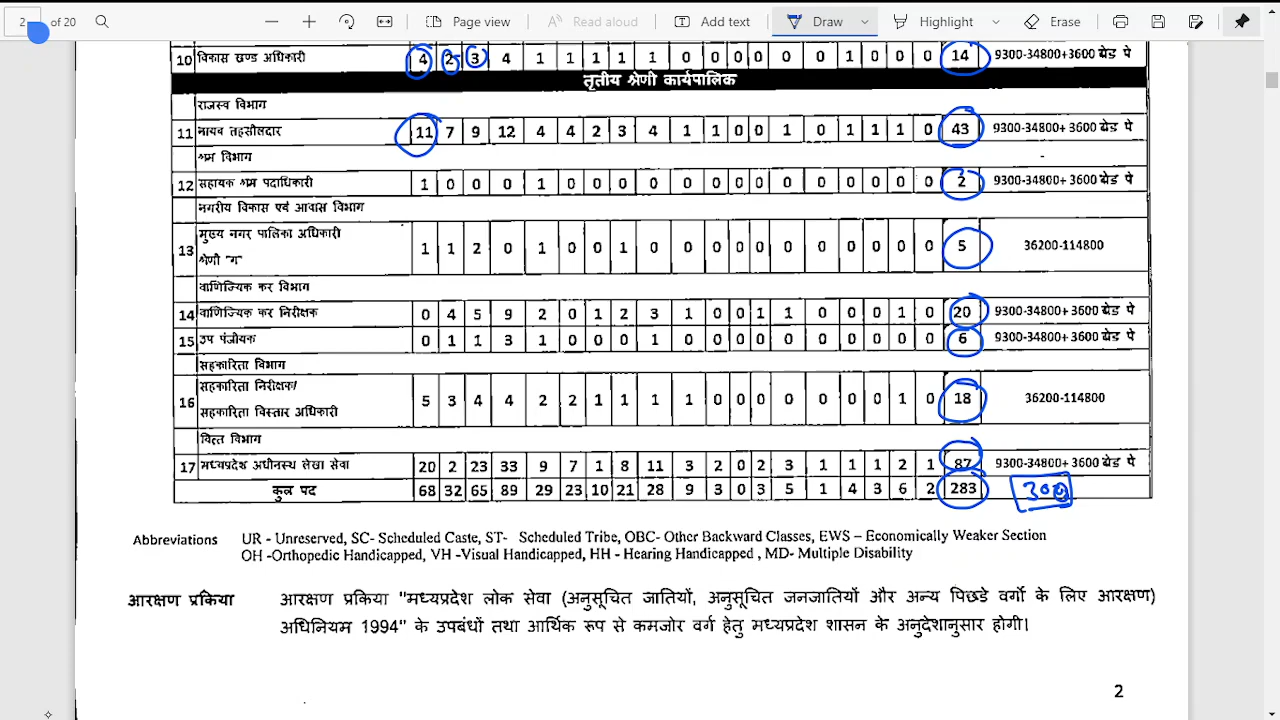 2 of 20 Page view Read aloud Add text Draw Highlight Erase
10 विकास खण्ड अधिकारी 4 2 3 4 1 1 1 1 1 0 0 0 0 0 1 0 0 0 14 9300-34800+3600 ग्रेड पे
तृतीय श्रेणी कार्यपालिक
राजस्व विभाग
11 नायब तहसीलदार 11 7 9 12 4 4 2 3 4 1 1 0 0 1 0 1 1 1 0 43 9300-34800+ 3600 ग्रेड पे
श्रम विभाग
12 सहायक श्रम पदाधिकारी 1 0 0 0 1 0 0 0 0 0 0 0 0 0 0 0 0 0 0 2 9300-34800+ 3600 ग्रेड पे
नगरीय विकास एवं आवास विभाग
13 मुख्य नगर पालिका अधिकारी 1 1 2 0 1 0 0 1 0 0 0 0 0 0 0 0 0 0 0 5 36200-114800
श्रेणी "ग"
वाणिज्यिक कर विभाग
14 वाणिज्यिक कर निरीक्षक 0 4 5 9 2 0 1 2 3 1 0 0 1 1 0 0 0 1 0 20 9300-34800+ 3600 ग्रेड पे
15 उप पंजीयक 0 1 1 3 1 0 0 0 1 0 0 0 0 0 0 0 0 0 0 6 9300-34800+ 3600 ग्रेड पे
सहकारिता विभाग
16 सहकारिता निरीक्षक/ 5 3 4 4 2 2 1 1 1 1 0 0 0 0 0 0 0 1 0 18 36200-114800
सहकारिता विस्तार अधिकारी
वित्त विभाग
17 मध्यप्रदेश अधीनस्थ लेखा सेवा 20 2 23 33 9 7 1 8 11 3 2 0 2 3 1 1 1 2 1 87 9300-34800+ 3600 ग्रेड पे
कुल पद 68 32 65 89 29 23 10 21 28 9 3 0 3 5 1 4 3 6 2 283 300
Abbreviations UR - Unreserved, SC- Scheduled Caste, ST- Scheduled Tribe, OBC- Other Backward Classes, EWS – Economically Weaker Section
OH -Orthopedic Handicapped, VH -Visual Handicapped, HH - Hearing Handicapped , MD- Multiple Disability
आरक्षण प्रकिया आरक्षण प्रकिया "मध्यप्रदेश लोक सेवा (अनुसूचित जातियों, अनुसूचित जनजातियों और अन्य पिछडे वर्गो के लिए आरक्षण)
अधिनियम 1994" के उपबंधों तथा आर्थिक रूप से कमजोर वर्ग हेतु मध्यप्रदेश शासन के अनुदेशानुसार होगी।
2